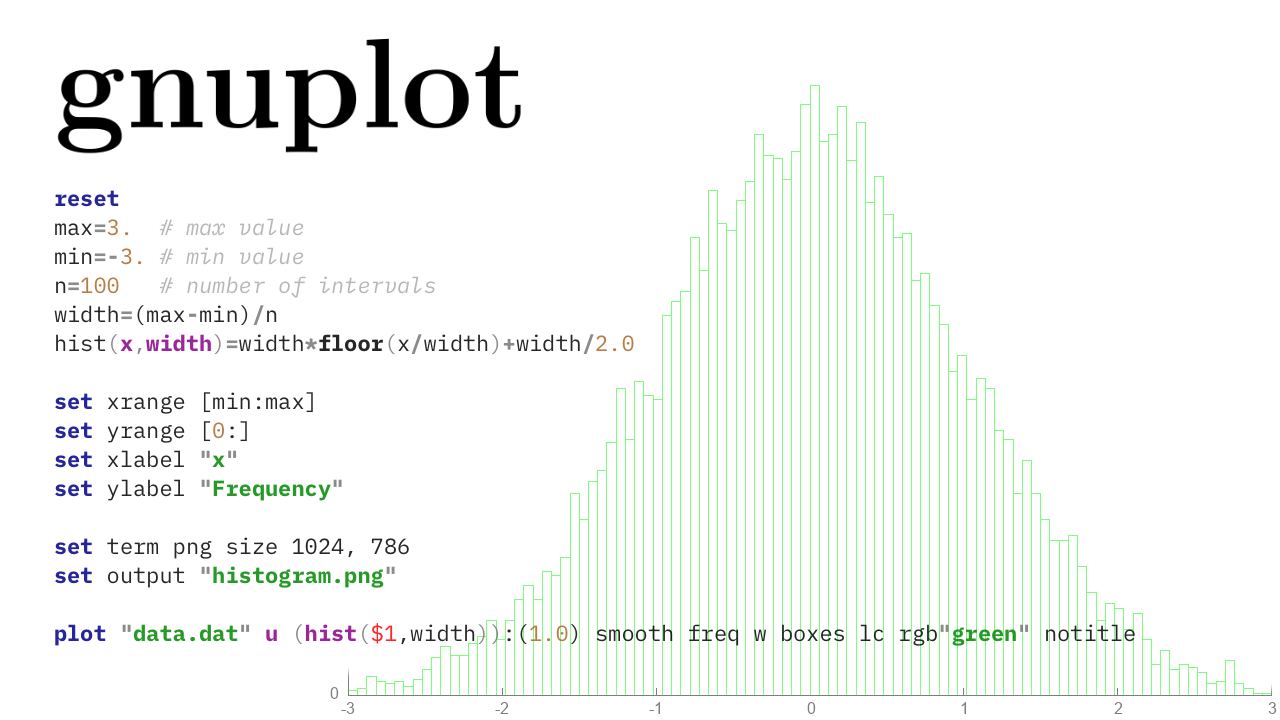 gnuplot
reset
max=3.  # max value
min=-3. # min value
n=100   # number of intervals
width=(max-min)/n
hist(x,width)=width*floor(x/width)+width/2.0
set xrange [min:max]
set yrange [0:]
set xlabel "x"
set ylabel "Frequency"
set term png size 1024, 786
set output "histogram.png"
plot "data.dat" u (hist($1,width)):(1.0) smooth freq w boxes lc rgb"green" notitle
0
-3 -2 -1 0 1 2 3